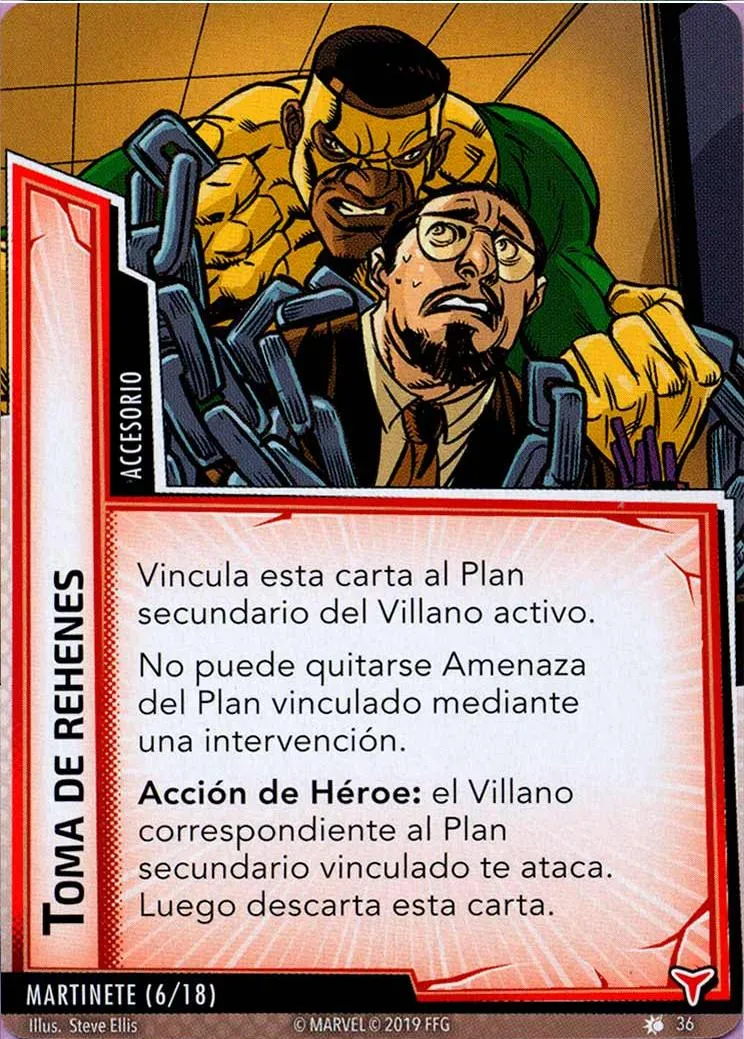 ACCESORIO
TOMA DE REHENES
Vincula esta carta al Plan
secundario del Villano activo.
No puede quitarse Amenaza
del Plan vinculado mediante
una intervención.
Acción de Héroe: el Villano
correspondiente al Plan
secundario vinculado te ataca.
Luego descarta esta carta.
MARTINETE (6/18)
Illus. Steve Ellis
© MARVEL © 2019 FFG
36